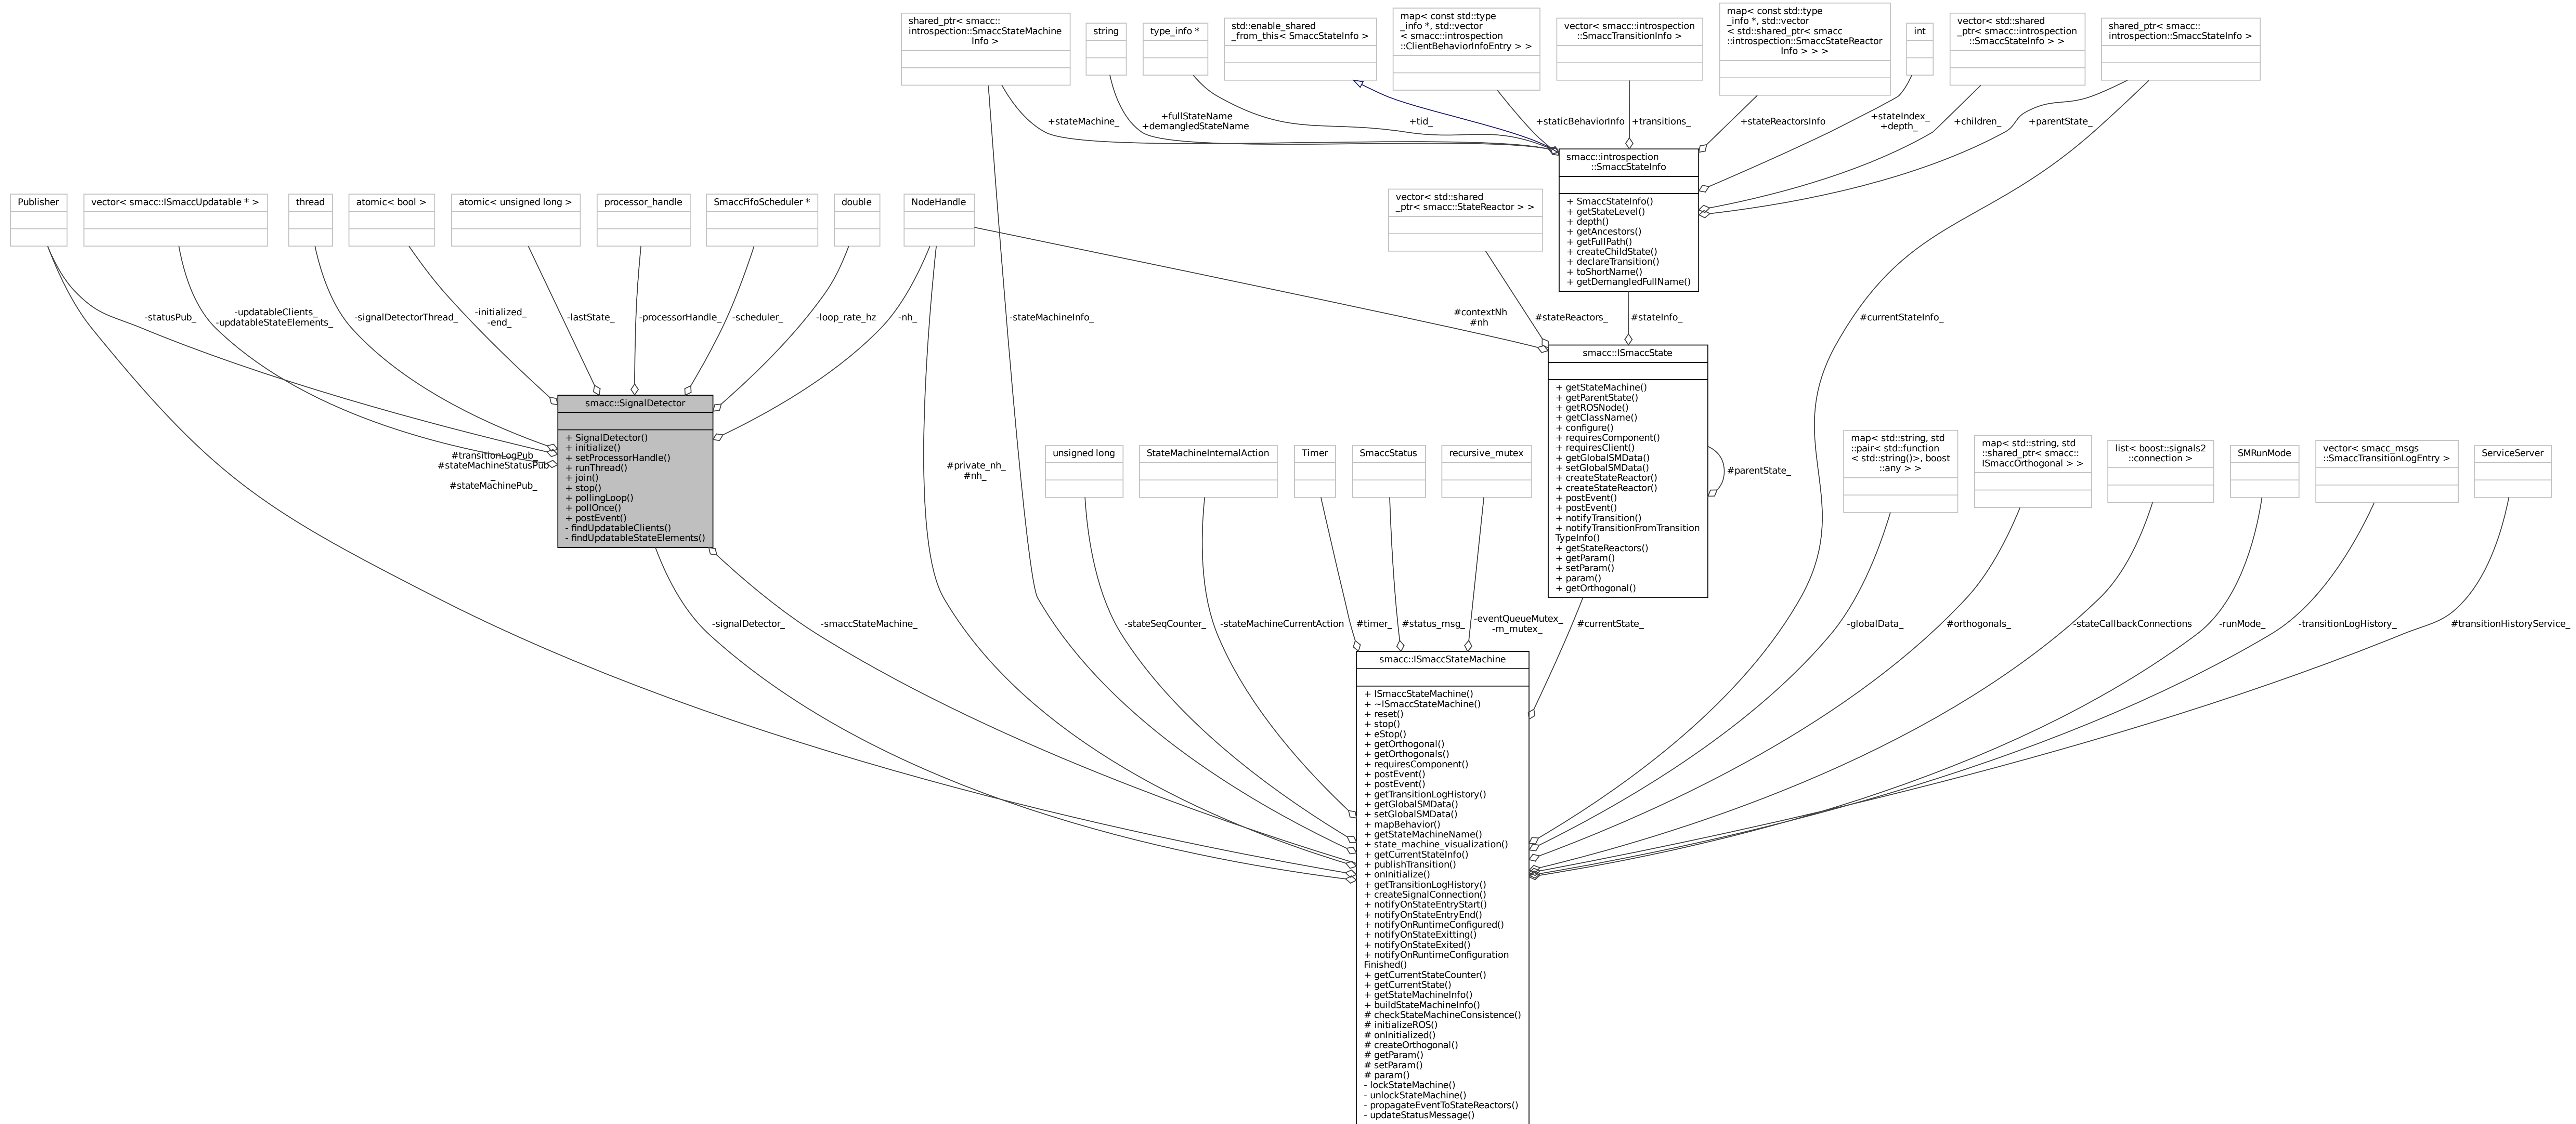 shared_ptr< smacc::
introspection::SmaccStateMachine
Info >
string
type_info *
std::enable_shared
_from_this< SmaccStateInfo >
map< const std::type
_info *, std::vector
< smacc::introspection
::ClientBehaviorInfoEntry > >
vector< smacc::introspection
::SmaccTransitionInfo >
map< const std::type
_info *, std::vector
< std::shared_ptr< smacc
::introspection::SmaccStateReactor
Info > > >
int
vector< std::shared
_ptr< smacc::introspection
::SmaccStateInfo > >
shared_ptr< smacc::
introspection::SmaccStateInfo >
+stateMachine_
+fullStateName
+demangledStateName
+tid_
+staticBehaviorInfo
+transitions_
+stateReactorsInfo
+stateIndex_
+depth_
+children_
+parentState_
smacc::introspection
::SmaccStateInfo
+ SmaccStateInfo()
+ getStateLevel()
+ depth()
+ getAncestors()
+ getFullPath()
+ createChildState()
+ declareTransition()
+ toShortName()
+ getDemangledFullName()
Publisher
vector< smacc::ISmaccUpdatable * >
thread
atomic< bool >
atomic< unsigned long >
processor_handle
SmaccFifoScheduler *
double
NodeHandle
vector< std::shared
_ptr< smacc::StateReactor > >
-statusPub_
-updatableClients_
-updatableStateElements_
-signalDetectorThread_
-initialized_
-end_
-lastState_
-processorHandle_
-scheduler_
-loop_rate_hz
-nh_
-stateMachineInfo_
#contextNh
#nh
#stateReactors_
#stateInfo_
#currentStateInfo_
smacc::SignalDetector
+ SignalDetector()
+ initialize()
+ setProcessorHandle()
+ runThread()
+ join()
+ stop()
+ pollingLoop()
+ pollOnce()
+ postEvent()
- findUpdatableClients()
- findUpdatableStateElements()
#transitionLogPub_
#stateMachineStatusPub
_
#stateMachinePub_
#private_nh_
#nh_
smacc::ISmaccState
+ getStateMachine()
+ getParentState()
+ getROSNode()
+ getClassName()
+ configure()
+ requiresComponent()
+ requiresClient()
+ getGlobalSMData()
+ setGlobalSMData()
+ createStateReactor()
+ createStateReactor()
+ postEvent()
+ postEvent()
+ notifyTransition()
+ notifyTransitionFromTransition
TypeInfo()
+ getStateReactors()
+ getParam()
+ setParam()
+ param()
+ getOrthogonal()
#parentState_
unsigned long
StateMachineInternalAction
Timer
SmaccStatus
recursive_mutex
map< std::string, std
::pair< std::function
< std::string()>, boost
::any > >
map< std::string, std
::shared_ptr< smacc::
ISmaccOrthogonal > >
list< boost::signals2
::connection >
SMRunMode
vector< smacc_msgs
::SmaccTransitionLogEntry >
ServiceServer
-signalDetector_
-smaccStateMachine_
-stateSeqCounter_
-stateMachineCurrentAction
#timer_
#status_msg_
-eventQueueMutex_
-m_mutex_
#currentState_
-globalData_
#orthogonals_
-stateCallbackConnections
-runMode_
-transitionLogHistory_
#transitionHistoryService_
smacc::ISmaccStateMachine
+ ISmaccStateMachine()
+ ~ISmaccStateMachine()
+ reset()
+ stop()
+ eStop()
+ getOrthogonal()
+ getOrthogonals()
+ requiresComponent()
+ postEvent()
+ postEvent()
+ getTransitionLogHistory()
+ getGlobalSMData()
+ setGlobalSMData()
+ mapBehavior()
+ getStateMachineName()
+ state_machine_visualization()
+ getCurrentStateInfo()
+ publishTransition()
+ onInitialize()
+ getTransitionLogHistory()
+ createSignalConnection()
+ notifyOnStateEntryStart()
+ notifyOnStateEntryEnd()
+ notifyOnRuntimeConfigured()
+ notifyOnStateExitting()
+ notifyOnStateExited()
+ notifyOnRuntimeConfiguration
Finished()
+ getCurrentStateCounter()
+ getCurrentState()
+ getStateMachineInfo()
+ buildStateMachineInfo()
# checkStateMachineConsistence()
# initializeROS()
# onInitialized()
# createOrthogonal()
# getParam()
# setParam()
# param()
- lockStateMachine()
- unlockStateMachine()
- propagateEventToStateReactors()
- updateStatusMessage()